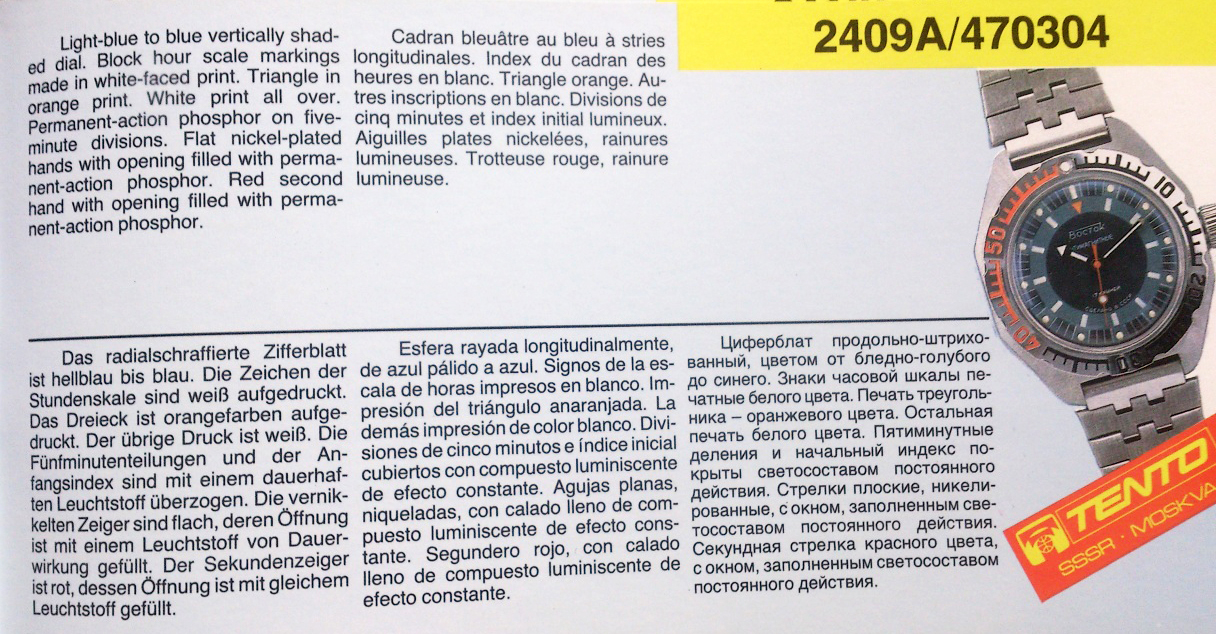 2409A/470304
Light-blue to blue vertically shad-
ed dial. Block hour scale markings
made in white-faced print. Triangle in
orange print. White print all over.
Permanent-action phosphor on five-
minute divisions. Flat nickel-plated
hands with opening filled with perma-
nent-action phosphor. Red second
hand with opening filled with perma-
nent-action phosphor.
Cadran bleuâtre au bleu à stries
longitudinales. Index du cadran des
heures en blanc. Triangle orange. Au-
tres inscriptions en blanc. Divisions de
cinq minutes et index initial lumineux.
Aiguilles plates nickelées, rainures
lumineuses. Trotteuse rouge, rainure
lumineuse.
Das radialschraffierte Zifferblatt
ist hellblau bis blau. Die Zeichen der
Stundenskale sind weiß aufgedruckt.
Das Dreieck ist orangefarben aufge-
druckt. Der übrige Druck ist weiß. Die
Fünfminutenteilungen und der An-
fangsindex sind mit einem dauerhaf-
ten Leuchtstoff überzogen. Die vernik-
kelten Zeiger sind flach, deren Öffnung
ist mit einem Leuchtstoff von Dauer-
wirkung gefüllt. Der Sekundenzeiger
ist rot, dessen Öffnung ist mit gleichem
Leuchtstoff gefüllt.
Esfera rayada longitudinalmente,
de azul pálido a azul. Signos de la es-
cala de horas impresos en blanco. Im-
presión del triángulo anaranjada. La
demás impresión de color blanco. Divi-
siones de cinco minutos e índice inicial
cubiertos con compuesto luminiscente
de efecto constante. Agujas planas,
niqueladas, con calado lleno de com-
puesto luminiscente de efecto cons-
tante. Segundero rojo, con calado
lleno de compuesto luminiscente de
efecto constante.
Циферблат продольно-штрихо-
ванный, цветом от бледно-голубого
до синего. Знаки часовой шкалы пе-
чатные белого цвета. Печать треуголь-
ника – оранжевого цвета. Остальная
печать белого цвета. Пятиминутные
деления и начальный индекс по-
крыты светосоставом постоянного
действия. Стрелки плоские, никели-
рованные, с окном, заполненным све-
тосоставом постоянного действия.
Секундная стрелка красного цвета,
с окном, заполненным светосоставом
постоянного действия.
10
20
30
40
50
Восток
TENTO
SSSR · MOSKVA